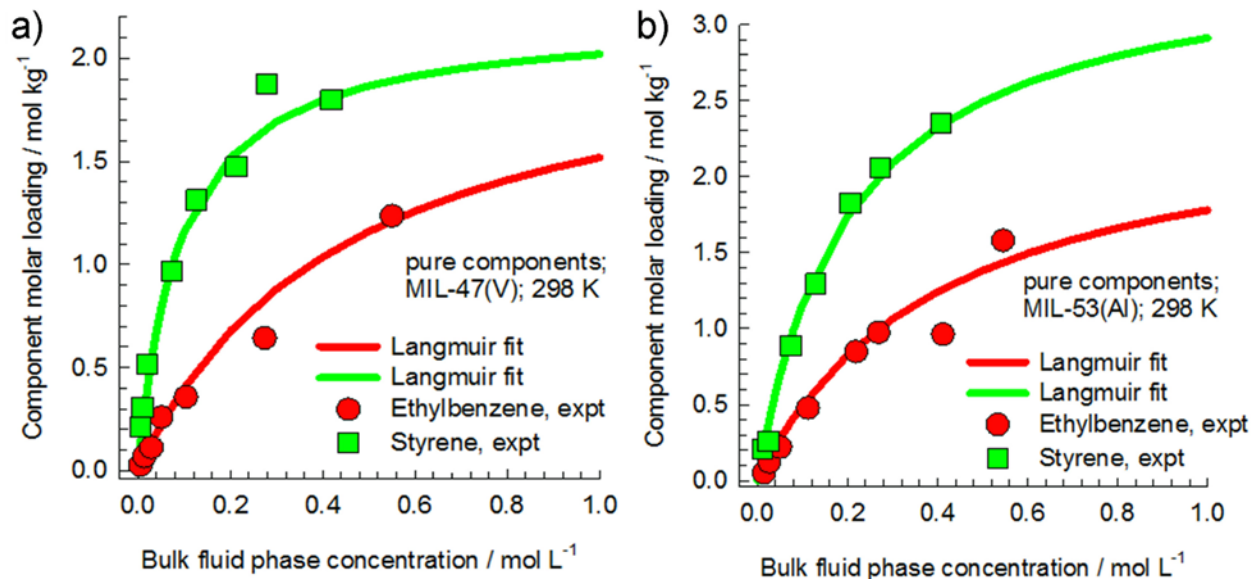 a)
Component molar loading / mol kg⁻¹
2.0
1.5
1.0
0.5
0.0
pure components;
MIL-47(V); 298 K
Langmuir fit
Langmuir fit
Ethylbenzene, expt
Styrene, expt
0.0 0.2 0.4 0.6 0.8 1.0
Bulk fluid phase concentration / mol L⁻¹
b)
Component molar loading / mol kg⁻¹
3.0
2.5
2.0
1.5
1.0
0.5
0.0
pure components;
MIL-53(Al); 298 K
Langmuir fit
Langmuir fit
Ethylbenzene, expt
Styrene, expt
0.0 0.2 0.4 0.6 0.8 1.0
Bulk fluid phase concentration / mol L⁻¹